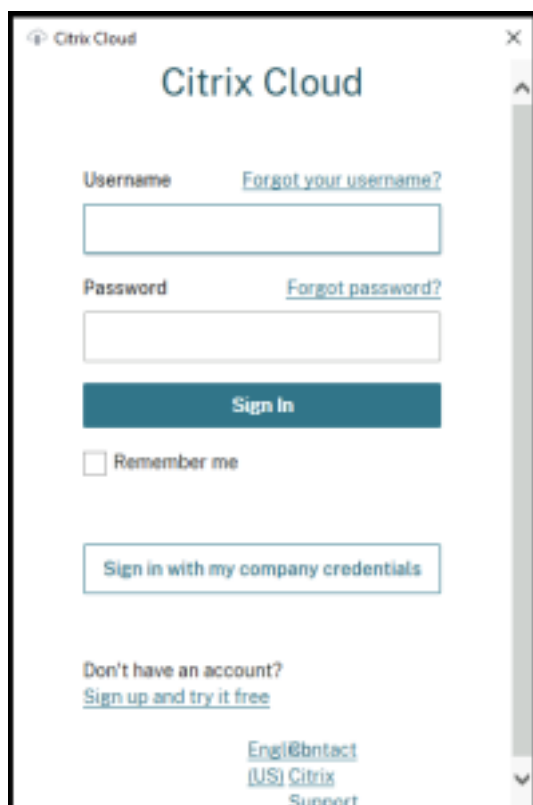 Citrix Cloud
Citrix Cloud
Username Forgot your username?
Password Forgot password?
Sign In
Remember me
Sign in with my company credentials
Don't have an account?
Sign up and try it free
(US) Citrix
Support